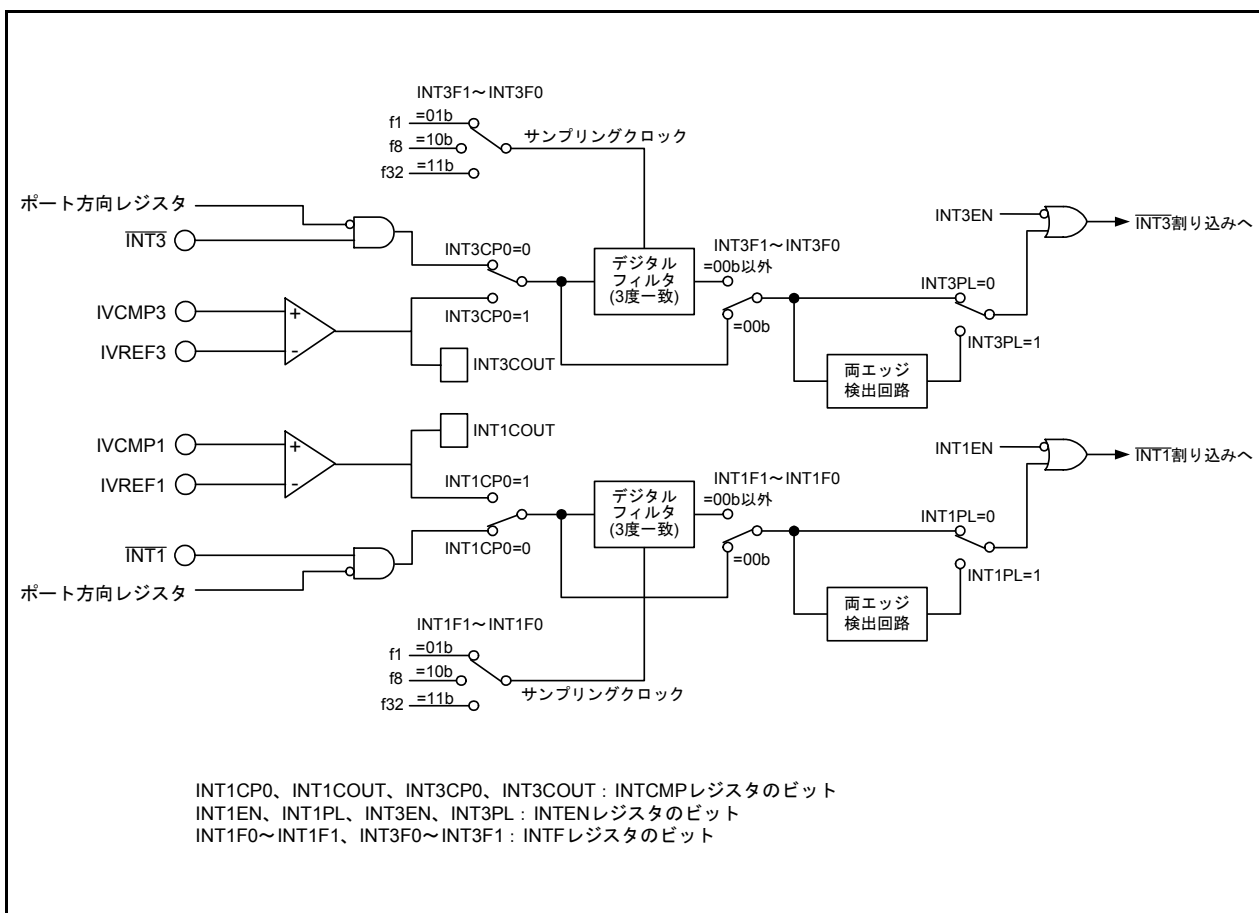 INT3F1～INT3F0
f1 =01b
f8 =10b
f32 =11b
サンプリングクロック
ポート方向レジスタ
INT3
INT3CP0=0
デジタル
フィルタ
(3度一致)
INT3F1～INT3F0
=00b以外
=00b
INT3EN
INT3割り込みへ
INT3PL=0
IVCMP3
IVREF3
+
-
INT3CP0=1
INT3COUT
INT3PL=1
両エッジ
検出回路
IVCMP1
IVREF1
+
-
INT1COUT
INT1CP0=1
デジタル
フィルタ
(3度一致)
INT1F1～INT1F0
=00b以外
=00b
INT1EN
INT1割り込みへ
INT1PL=0
INT1
INT1CP0=0
ポート方向レジスタ
INT1PL=1
両エッジ
検出回路
INT1F1～INT1F0
f1 =01b
f8 =10b
f32 =11b
サンプリングクロック
INT1CP0、INT1COUT、INT3CP0、INT3COUT：INTCMPレジスタのビット
INT1EN、INT1PL、INT3EN、INT3PL：INTENレジスタのビット
INT1F0～INT1F1、INT3F0～INT3F1：INTFレジスタのビット